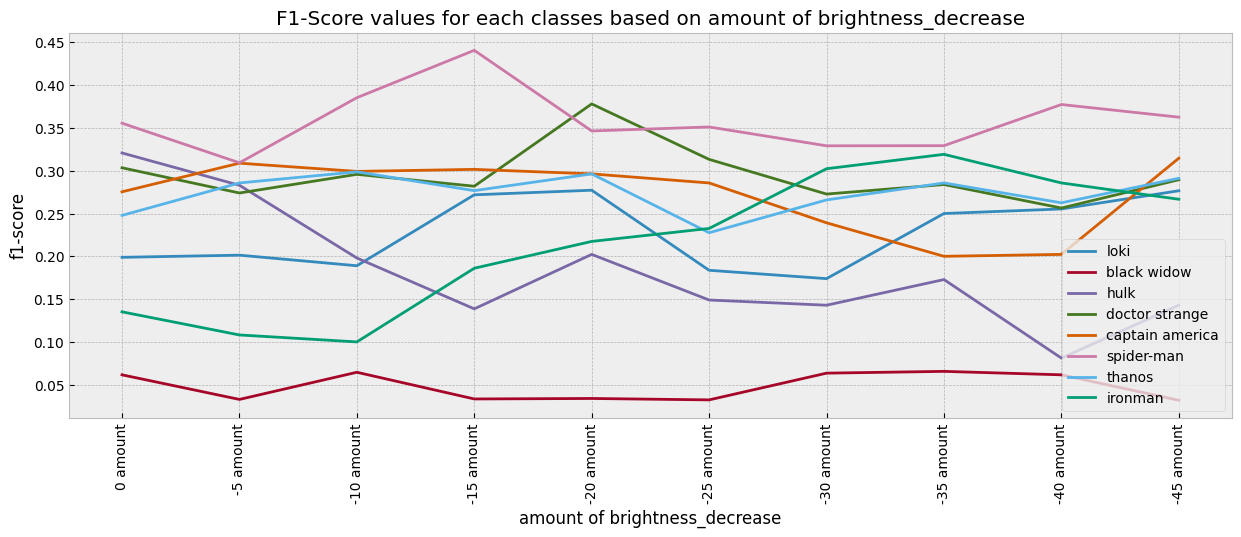 F1-Score values for each classes based on amount of brightness_decrease
f1-score
0.45
0.40
0.35
0.30
0.25
0.20
0.15
0.10
0.05
loki
black widow
hulk
doctor strange
captain america
spider-man
thanos
ironman
0 amount
-5 amount
-10 amount
-15 amount
-20 amount
-25 amount
-30 amount
-35 amount
-40 amount
-45 amount
amount of brightness_decrease